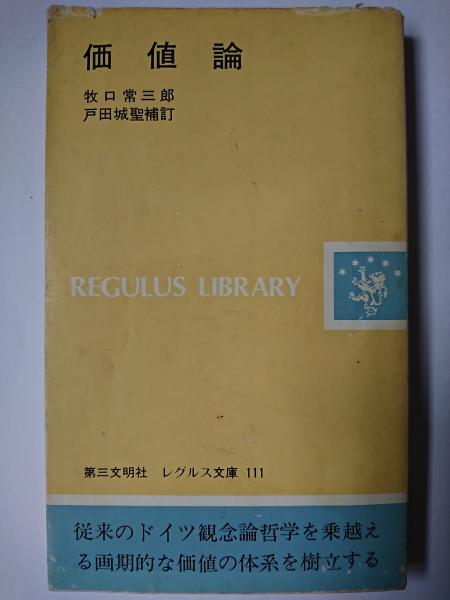 価値論
牧口常三郎
戸田城聖補訂
REGULUS LIBRARY
第三文明社 レグルス文庫 111
従来のドイツ観念論哲学を乗越え
る画期的な価値の体系を樹立する